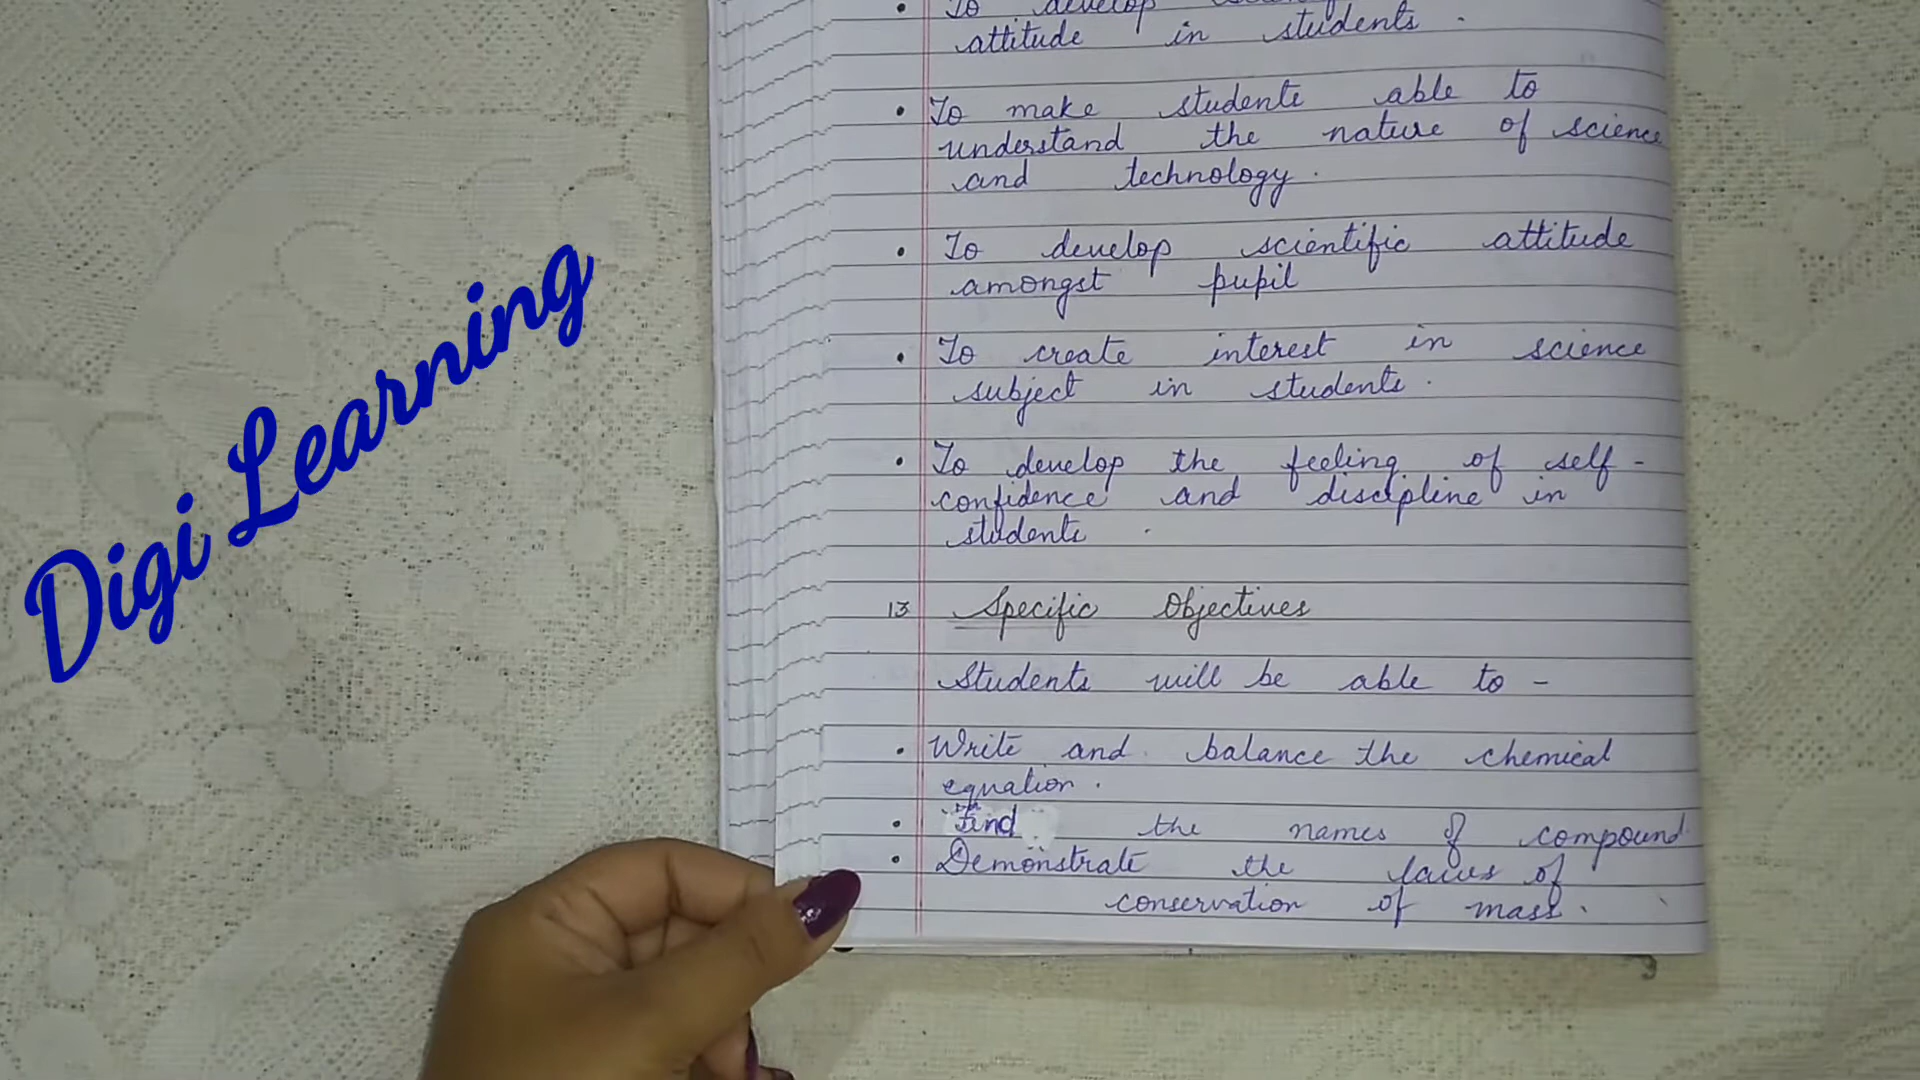 • To develop
attitude in students.
• To make students able to
understand the nature of science
and technology.
• To develop scientific attitude
amongst pupil
• To create interest in science
subject in students.
• To develop the feeling of self-
confidence and discipline in
students.
13 Specific Objectives
Students will be able to -
• Write and balance the chemical
equation.
• Find the names of compound
• Demonstrate the laws of
conservation of mass.
Digi Learning